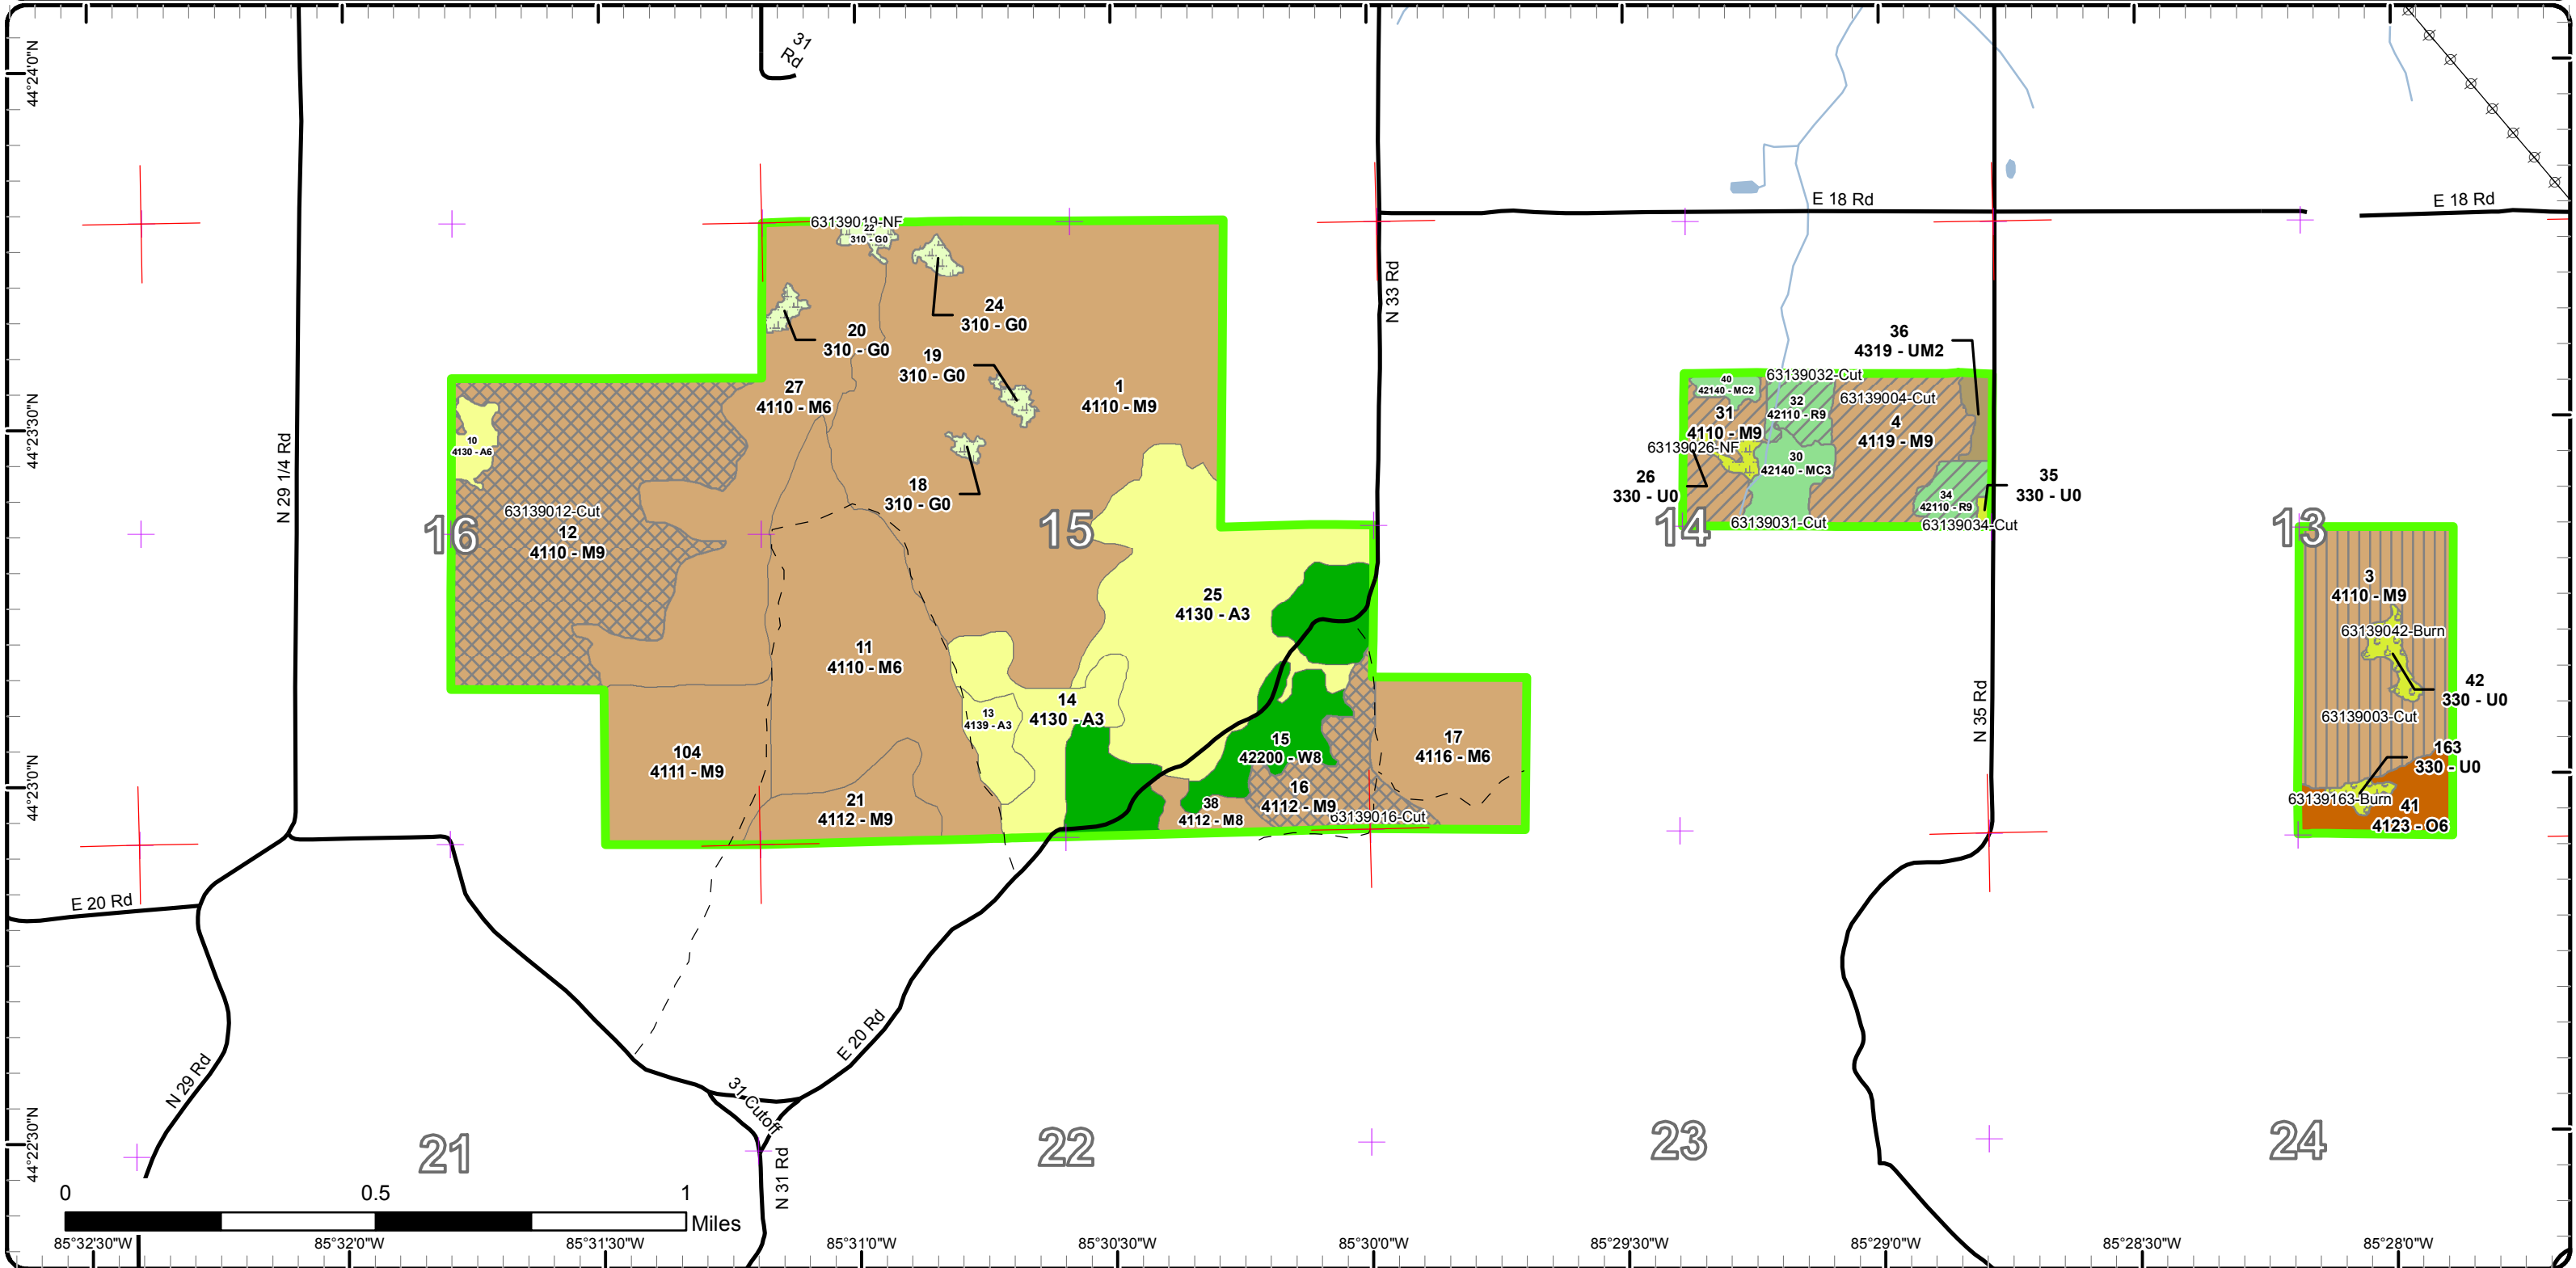 31
Rd
44°24'0"N
E 18 Rd
E 18 Rd
63139019-NF
22
310 - G0
N 33 Rd
24
310 - G0
20
310 - G0
19
310 - G0
36
4319 - UM2
27
4110 - M6
1
4110 - M9
63139032-Cut
40
42140 - MC2
63139004-Cut
32
42110 - R9
31
4110 - M9
4
4119 - M9
44°23'30"N
10
4130 - A6
N 29 1/4 Rd
63139026-NF
30
42140 - MC3
18
310 - G0
26
330 - U0
35
330 - U0
34
42110 - R9
63139012-Cut
12
4110 - M9
16
15
14
63139031-Cut
63139034-Cut
13
3
4110 - M9
25
4130 - A3
63139042-Burn
11
4110 - M6
42
330 - U0
14
4130 - A3
13
4139 - A3
63139003-Cut
N 35 Rd
15
42200 - W8
17
4116 - M6
104
4111 - M9
163
330 - U0
44°23'0"N
16
4112 - M9
21
4112 - M9
38
4112 - M8
63139016-Cut
63139163-Burn
41
4123 - O6
E 20 Rd
E 20 Rd
N 29 Rd
31 Cutoff
44°22'30"N
21
22
23
24
N 31 Rd
0
0.5
1
Miles
85°32'30"W
85°32'0"W
85°31'30"W
85°31'0"W
85°30'30"W
85°30'0"W
85°29'30"W
85°29'0"W
85°28'30"W
85°28'0"W